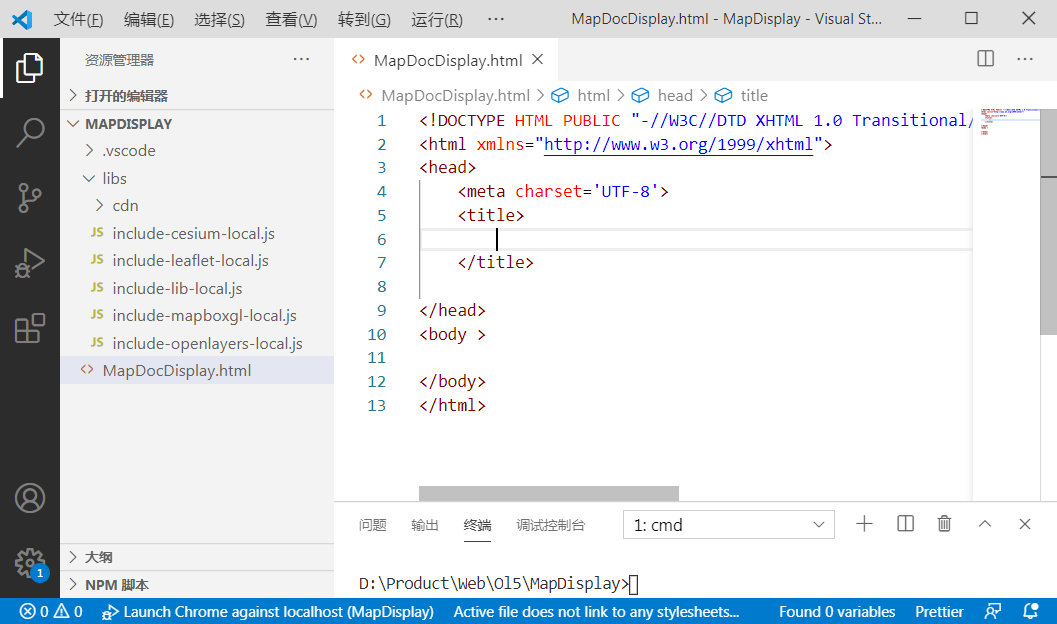 文件(F) 编辑(E) 选择(S) 查看(V) 转到(G) 运行(R) ··· MapDocDisplay.html - MapDisplay - Visual St...
资源管理器 ···
打开的编辑器
MAPDISPLAY
.vscode
libs
cdn
JS include-cesium-local.js
JS include-leaflet-local.js
JS include-lib-local.js
JS include-mapboxgl-local.js
JS include-openlayers-local.js
<> MapDocDisplay.html
大纲
NPM 脚本
1
<> MapDocDisplay.html
···
<> MapDocDisplay.html > html > head > title
1 <!DOCTYPE HTML PUBLIC "-//W3C//DTD XHTML 1.0 Transitional/
2 <html xmlns="http://www.w3.org/1999/xhtml">
3 <head>
4 <meta charset='UTF-8'>
5 <title>
6
7 </title>
8
9 </head>
10 <body >
11
12 </body>
13 </html>
问题 输出 终端 调试控制台 1: cmd
D:\Product\Web\Ol5\MapDisplay>
0 0 Launch Chrome against localhost (MapDisplay) Active file does not link to any stylesheets... Found 0 variables Prettier